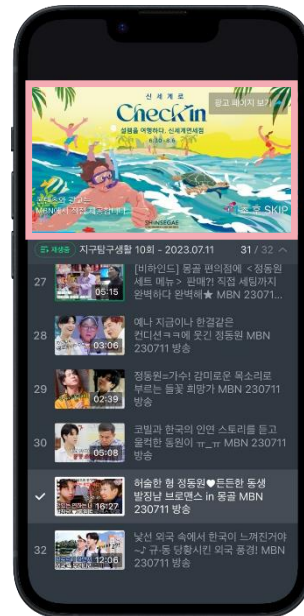 신 세 계 로
Checkin
설렘을 여행하다, 신세계면세점
광고 페이지 보기
MBN에서 직접 제공합니다.
SHINSEGAE
초 후 SKIP
재생중 지구탐구생활 10회 - 2023.07.11 31 / 32
27
05:15
[비하인드] 몽골 편의점에 <정동원
세트 메뉴> 판매?! 직접 세팅까지
완벽하다 완벽해★ MBN 23071...
28
03:06
예나 지금이나 한결같은
컨디션ㅋㅋ에 웃긴 정동원 MBN
230711 방송
29
02:39
정동원=가수! 감미로운 목소리로
부르는 들꽃 희망가 MBN 230711
방송
30
05:08
코빌과 한국의 인연 스토리를 듣고
울컥한 동원이 ㅠ_ㅠ MBN 230711
방송
16:27
허술한 형 정동원♥든든한 동생
발징남 브로맨스 in 몽골 MBN
230711 방송
32
12:06
낯선 외국 속에서 한국이 느껴진거야
~♪ 규·동 당황시킨 외국 풍경! MBN
230711 방송